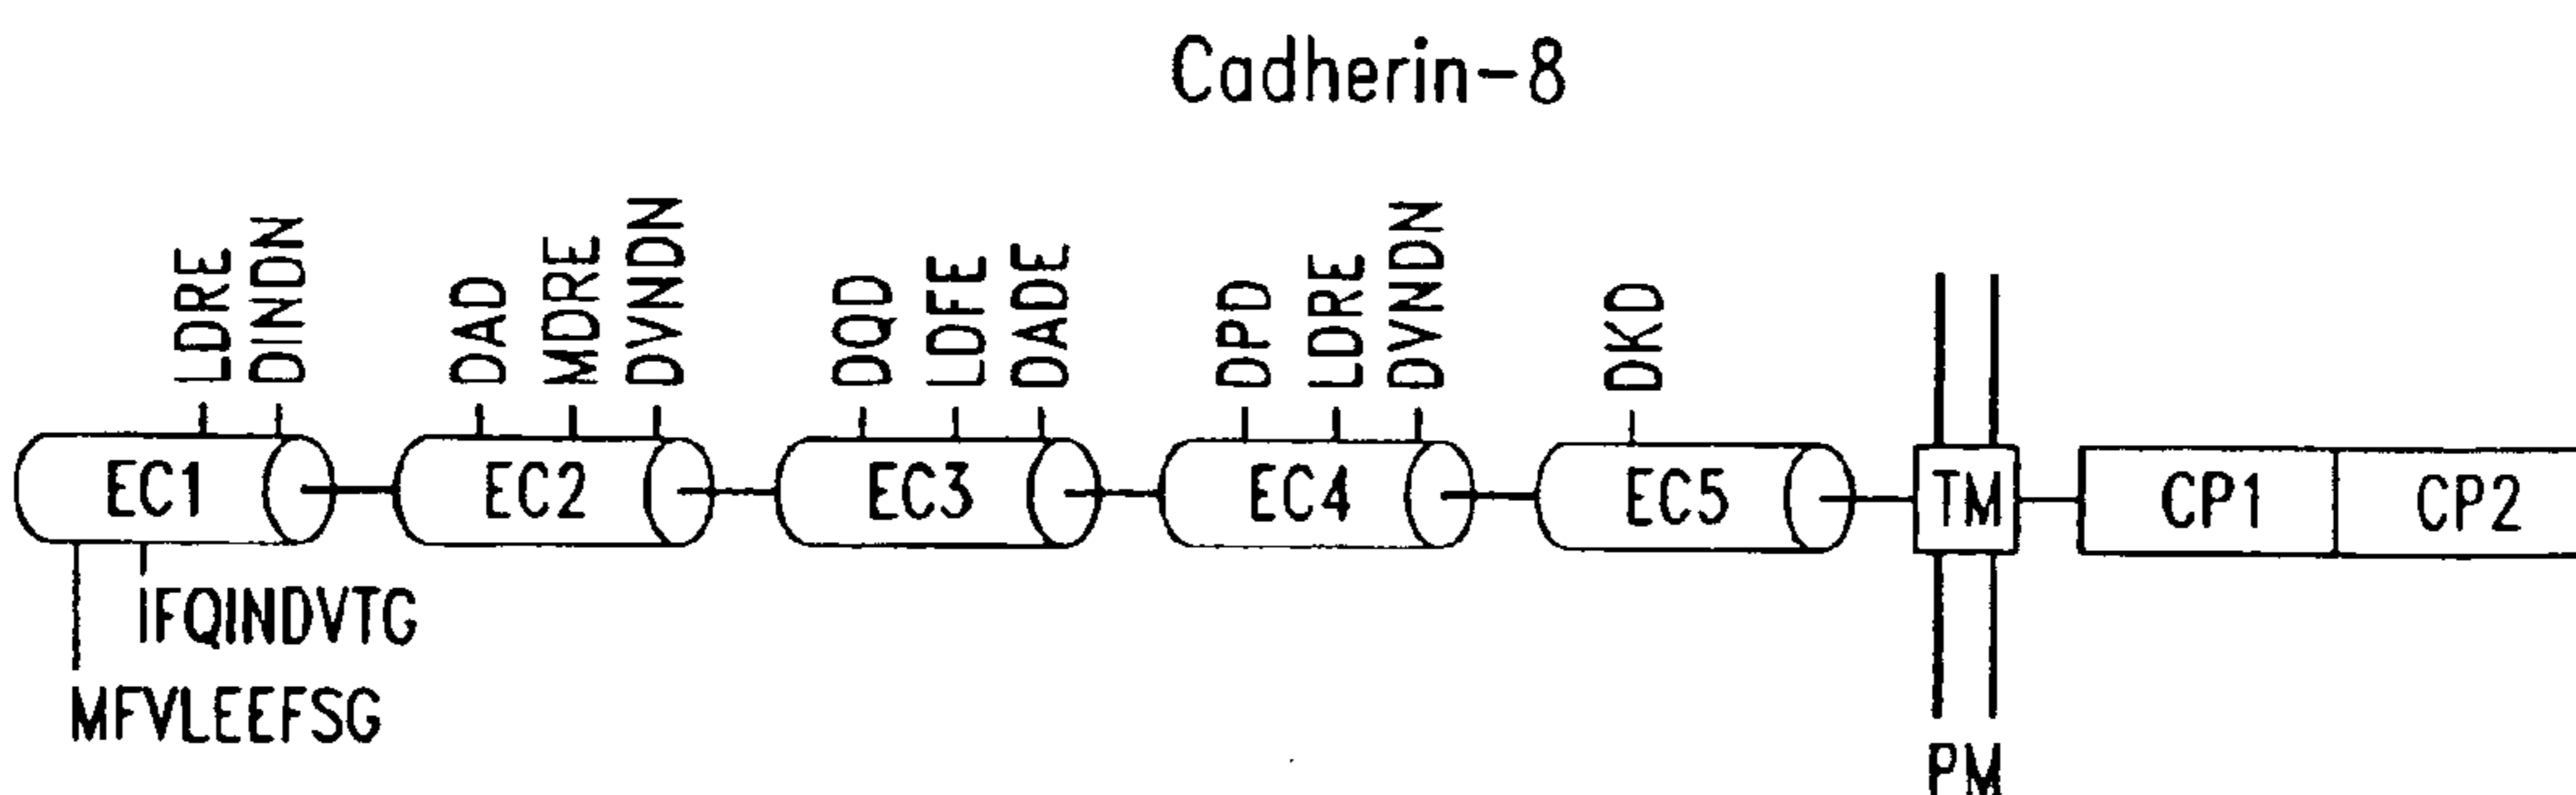 Cadherin-8
LDRE
DINDN
DAD
MDRE
DVNDN
DQD
LDFE
DADE
DPD
LDRE
DVNDN
DKD
EC1
EC2
EC3
EC4
EC5
TM
CP1
CP2
IFQINDVTG
MFVLEEFSG
PM